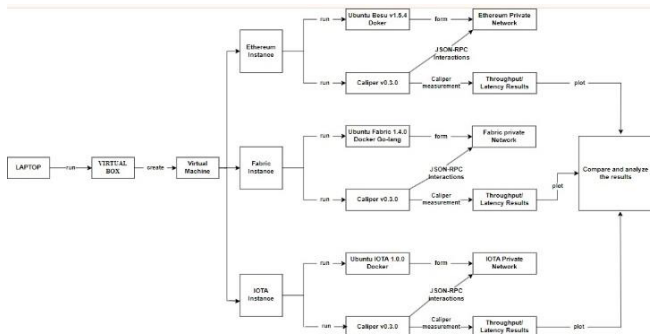 Ubuntu Besu v1.5.4
Doker
form
Ethereum Private
Network
run
Ethereum
Instance
JSON-RPC
Interactions
run
Caliper v0.3.0
Caliper
measurement
Throughput/
Latency Results
plot
Ubuntu Fabric 1.4.0
Docker Go-lang
form
Fabric private
Network
run
LAPTOP
run
VIRTUAL
BOX
create
Virtual
Machine
Fabric
Instance
JSON-RPC
Interactions
Compare and analyze
the results
run
Caliper v0.3.0
Caliper
measurement
Throughput/
Latency Results
plot
Ubuntu IOTA 1.0.0
Docker
form
IOTA Private
Network
run
IOTA
Instance
JSON-RPC
Interactions
run
Caliper v0.3.0
Caliper
measurement
Throughput/
Latency Results
plot